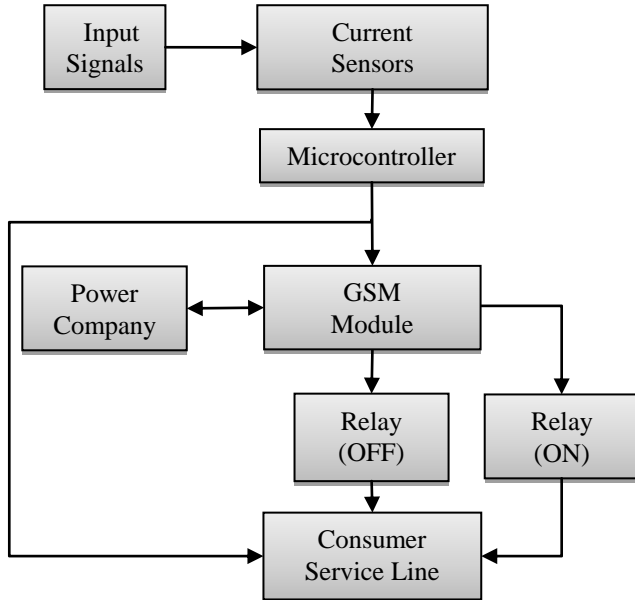 Input
Signals
Current
Sensors
Microcontroller
Power
Company
GSM
Module
Relay
(OFF)
Relay
(ON)
Consumer
Service Line